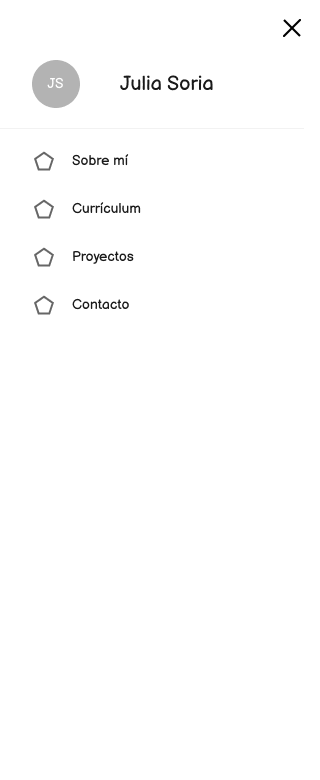 JS
Julia Soria
Sobre mí
Currículum
Proyectos
Contacto